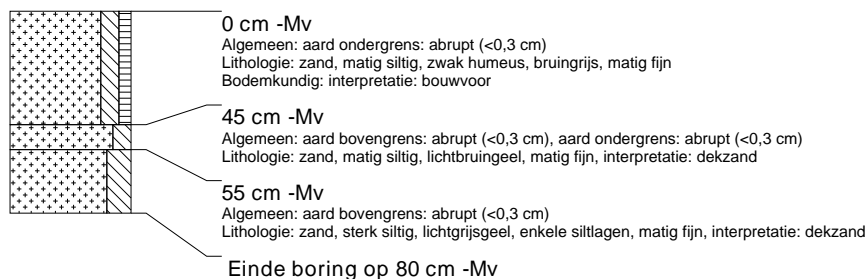 0 cm -Mv
Algemeen: aard ondergrens: abrupt (<0,3 cm)
Lithologie: zand, matig siltig, zwak humeus, bruingrijs, matig fijn
Bodemkundig: interpretatie: bouwvoor
45 cm -Mv
Algemeen: aard bovengrens: abrupt (<0,3 cm), aard ondergrens: abrupt (<0,3 cm)
Lithologie: zand, matig siltig, lichtbruingeel, matig fijn, interpretatie: dekzand
55 cm -Mv
Algemeen: aard bovengrens: abrupt (<0,3 cm)
Lithologie: zand, sterk siltig, lichtgrijsgeel, enkele siltlagen, matig fijn, interpretatie: dekzand
Einde boring op 80 cm -Mv